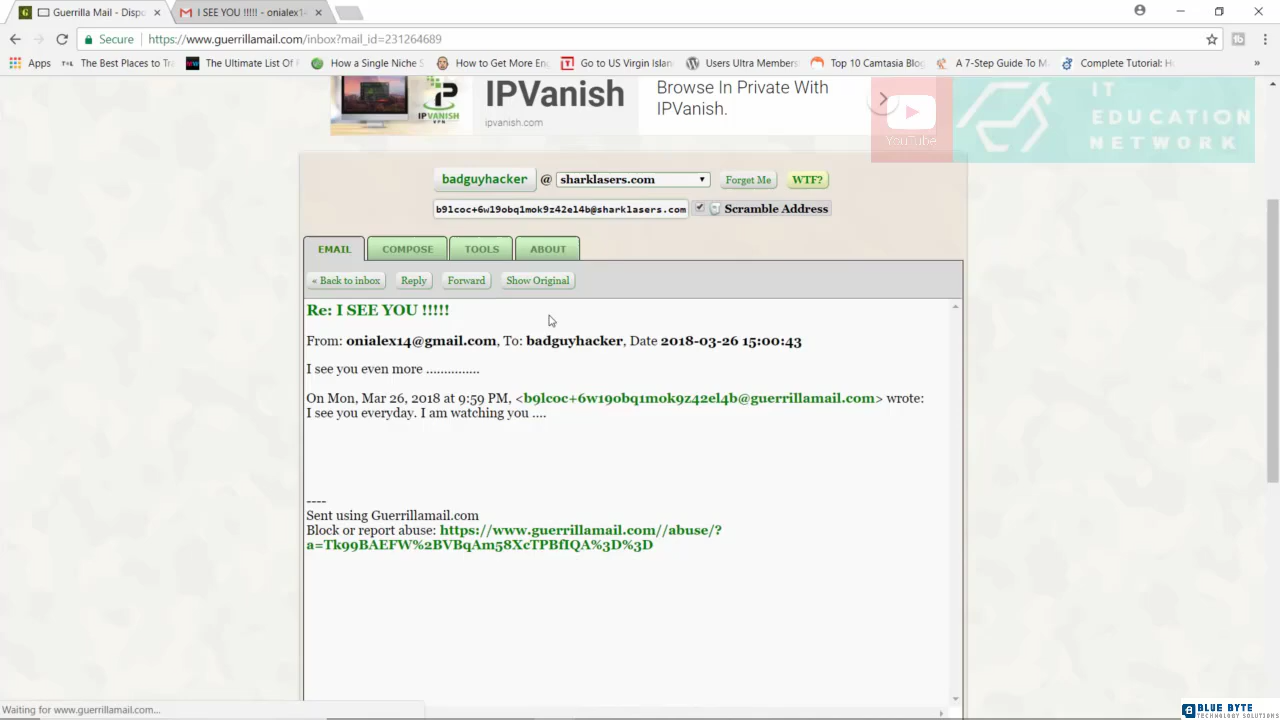 Guerrilla Mail - Dispo
I SEE YOU !!!!! - onialex14
Secure https://www.guerrillamail.com/inbox?mail_id=231264689
Apps
The Best Places to Tra
The Ultimate List Of F
How a Single Niche S
How to Get More En
Go to US Virgin Islan
Users Ultra Members
Top 10 Camtasia Blog
A 7-Step Guide To M
Complete Tutorial: H
IPVanish
IPVANISH
VPN
ipvanish.com
Browse In Private With
IPVanish.
YouTube
IT
EDUCATION
NETWORK
badguyhacker @ sharklasers.com Forget Me WTF?
b9lcoc+6w19obq1mok9z42el4b@sharklasers.com Scramble Address
EMAIL COMPOSE TOOLS ABOUT
« Back to inbox Reply Forward Show Original
Re: I SEE YOU !!!!!
From: onialex14@gmail.com, To: badguyhacker, Date 2018-03-26 15:00:43
I see you even more ...............
On Mon, Mar 26, 2018 at 9:59 PM, <b9lcoc+6w19obq1mok9z42el4b@guerrillamail.com> wrote:
I see you everyday. I am watching you ....
----
Sent using Guerrillamail.com
Block or report abuse: https://www.guerrillamail.com//abuse/?
a=Tk99BAEFW%2BVBqAm58XcTPBfIQA%3D%3D
Waiting for www.guerrillamail.com...
BLUE BYTE
TECHNOLOGY SOLUTIONS